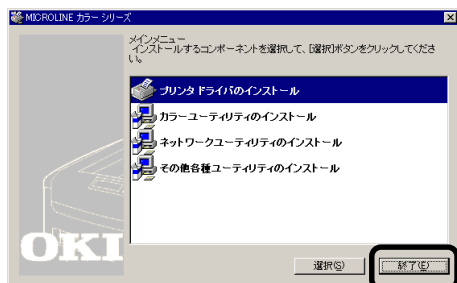 MICROLINE カラー シリーズ
メインメニュー
インストールするコンポーネントを選択して、[選択]ボタンをクリックしてくださ
い。
プリンタ ドライバのインストール
カラーユーティリティのインストール
ネットワークユーティリティのインストール
その他各種ユーティリティのインストール
OKI
選択(S)
終了(E)